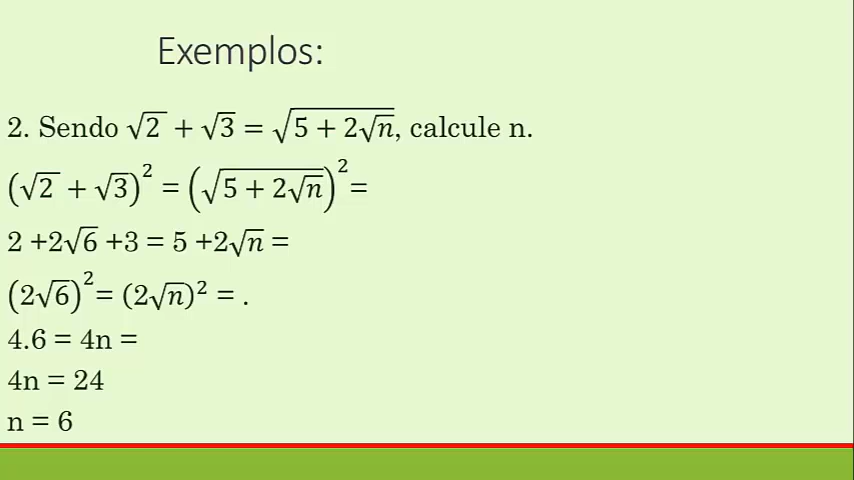 Exemplos:
2. Sendo √2 + √3 = √(5 + 2√n), calcule n.
(√2 + √3)² = (√(5 + 2√n))² =
2 +2√6 +3 = 5 +2√n =
(2√6)² = (2√n)² = .
4.6 = 4n =
4n = 24
n = 6